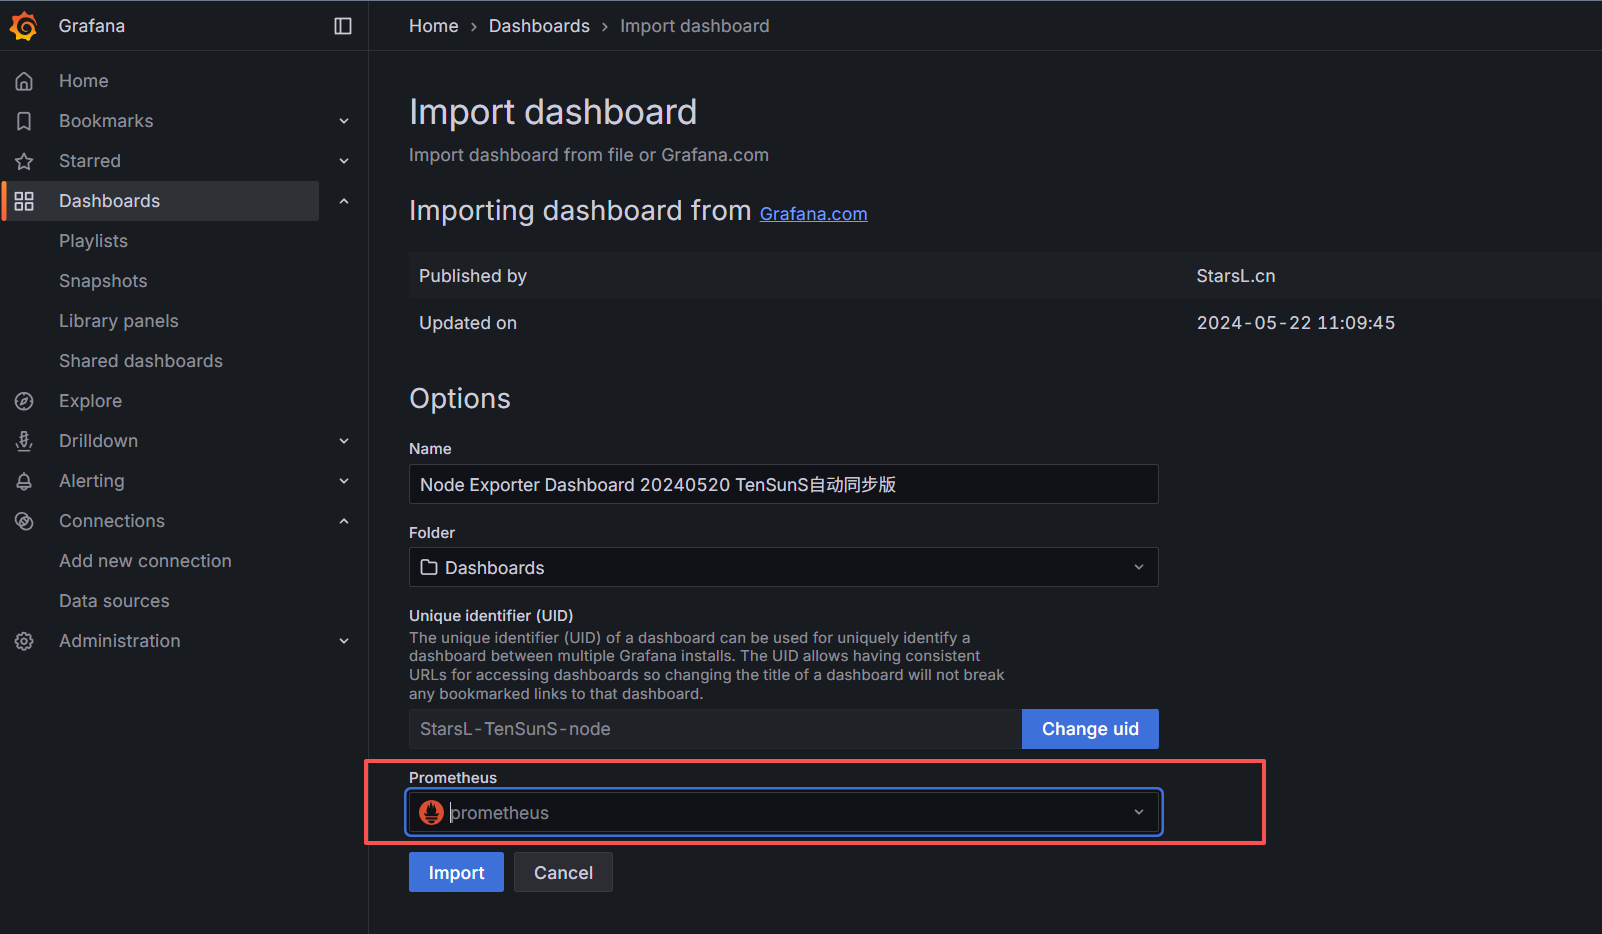 Grafana
Home › Dashboards › Import dashboard
Home
Bookmarks
Starred
Dashboards
Playlists
Snapshots
Library panels
Shared dashboards
Explore
Drilldown
Alerting
Connections
Add new connection
Data sources
Administration
Import dashboard
Import dashboard from file or Grafana.com
Importing dashboard from Grafana.com
Published by StarsL.cn
Updated on 2024-05-22 11:09:45
Options
Name
Node Exporter Dashboard 20240520 TenSunS自动同步版
Folder
Dashboards
Unique identifier (UID)
The unique identifier (UID) of a dashboard can be used for uniquely identify a
dashboard between multiple Grafana installs. The UID allows having consistent
URLs for accessing dashboards so changing the title of a dashboard will not break
any bookmarked links to that dashboard.
StarsL-TenSunS-node Change uid
Prometheus
prometheus
Import Cancel